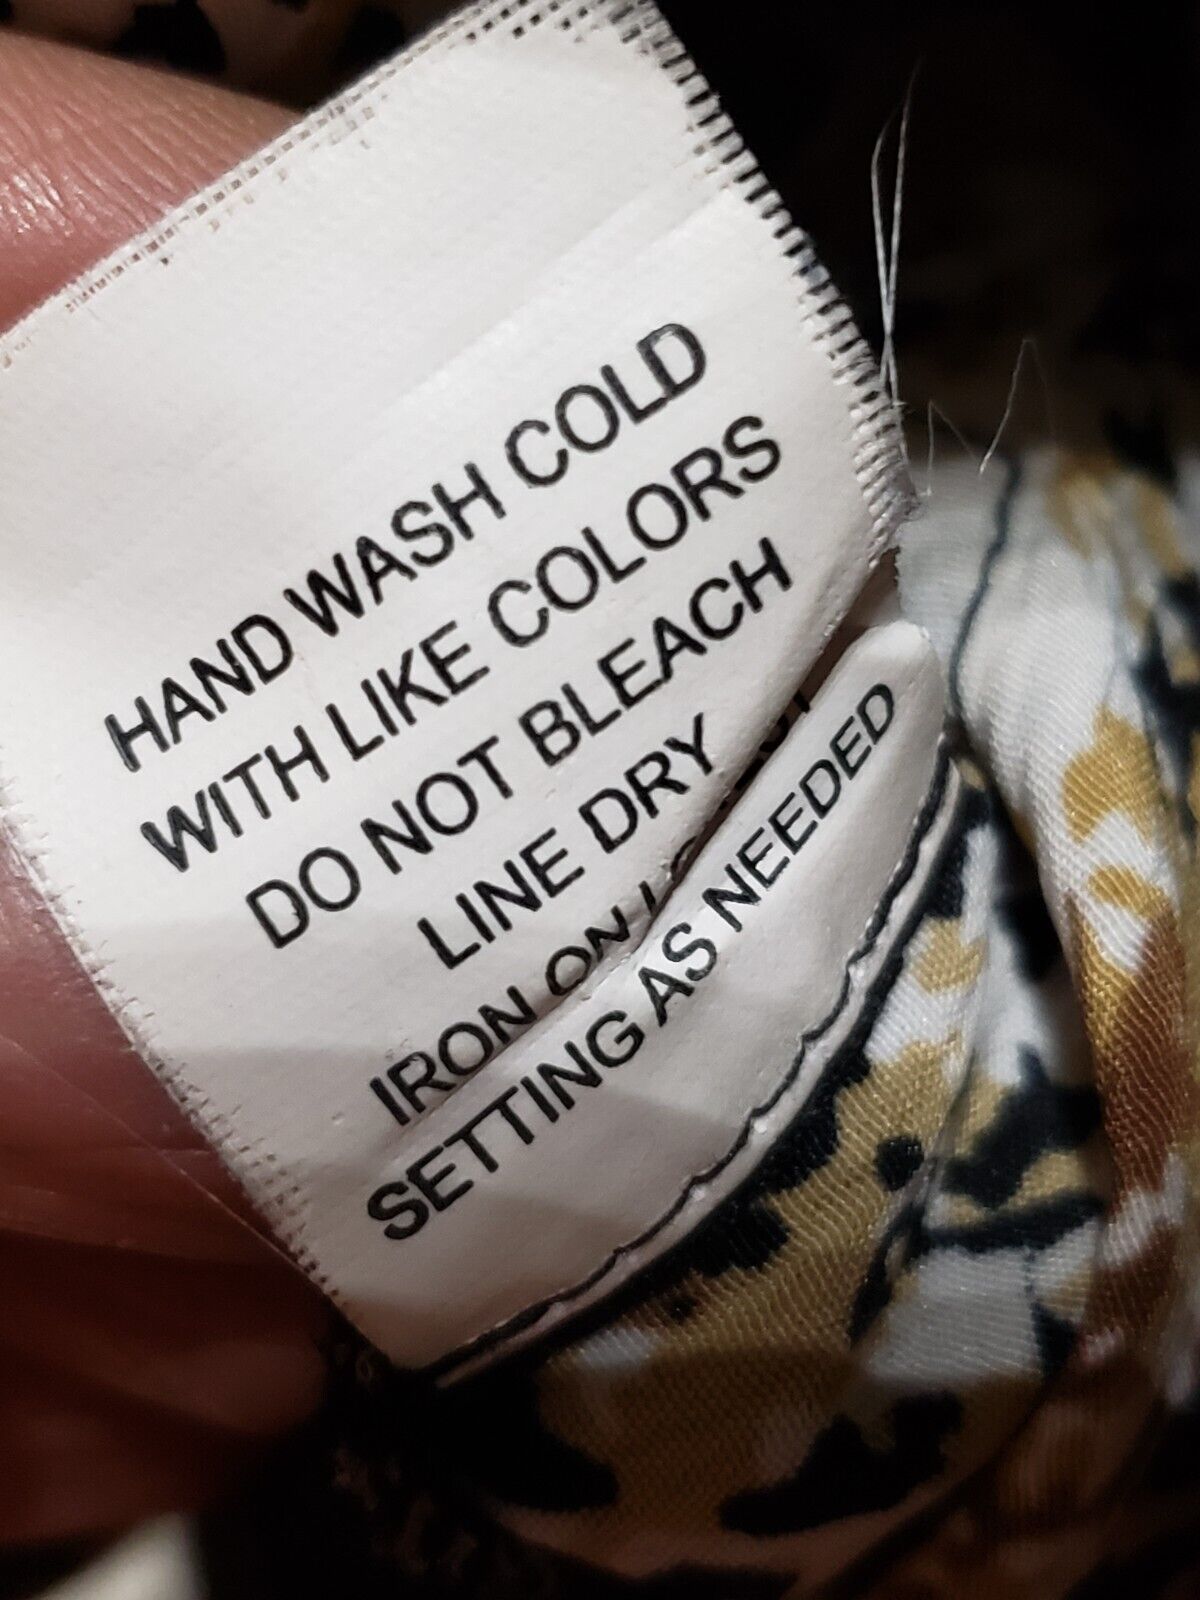 HAND WASH COLD
WITH LIKE COLORS
DO NOT BLEACH
LINE DRY
IRON ON
SETTING AS NEEDED